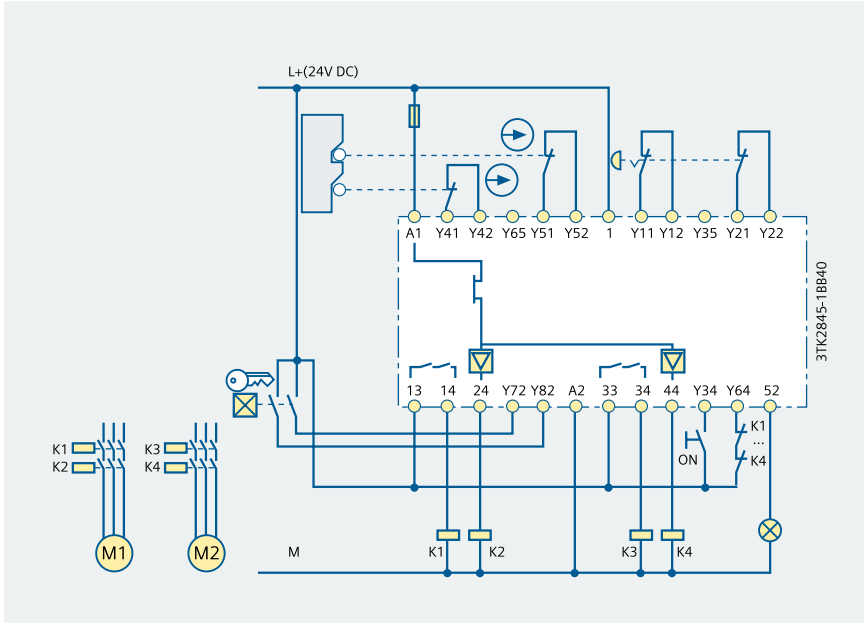 L+(24V DC)
A1 Y41 Y42 Y65 Y51 Y52 1 Y11 Y12 Y35 Y21 Y22
3TK2845-1BB40
13 14 24 Y72 Y82 A2 33 34 44 Y34 Y64 52
K1
...
K4
ON
K1
K2
K3
K4
M1
M2
M
K1
K2
K3
K4